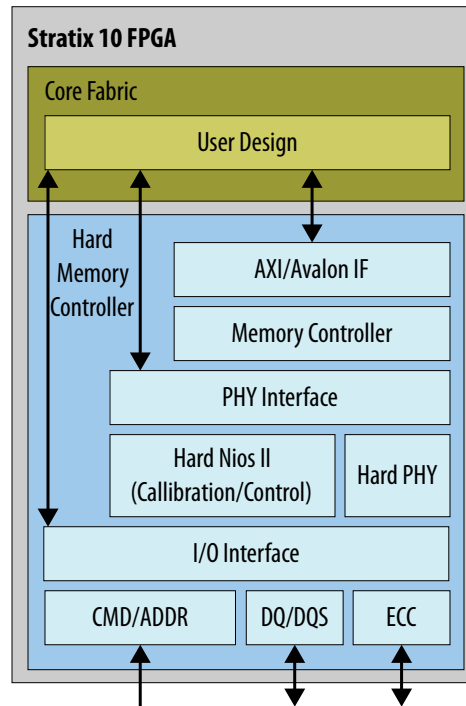 Stratix 10 FPGA
Core Fabric
User Design
Hard
Memory
Controller
AXI/Avalon IF
Memory Controller
PHY Interface
Hard Nios II
(Callibration/Control)
Hard PHY
I/O Interface
CMD/ADDR
DQ/DQS
ECC